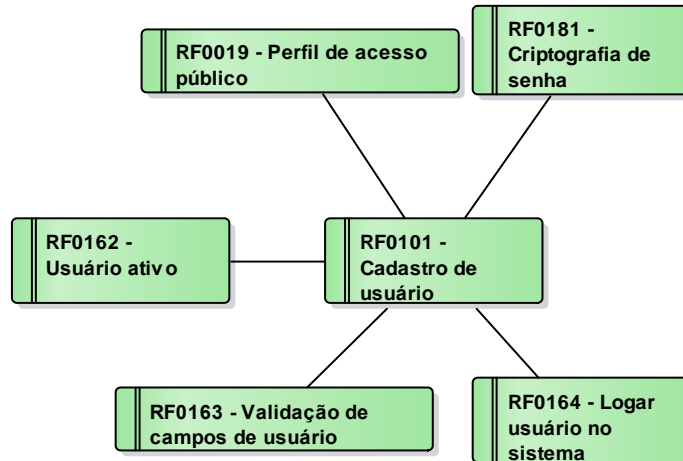 RF0019 - Perfil de acesso
público
RF0181 -
Criptografia de
senha
RF0162 -
Usuário ativo
RF0101 -
Cadastro de
usuário
RF0163 - Validação de
campos de usuário
RF0164 - Logar
usuário no
sistema